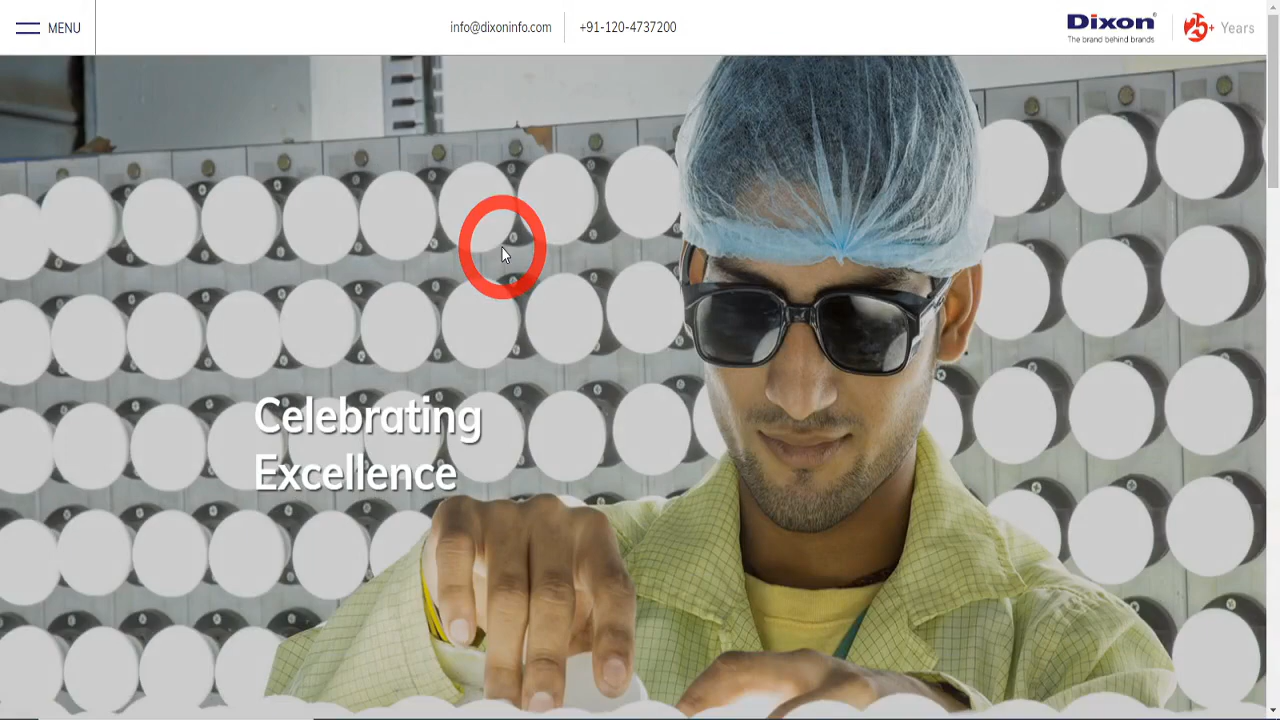 MENU
info@dixoninfo.com
+91-120-4737200
Dixon®
The brand behind brands
25+ Years
Celebrating
Excellence